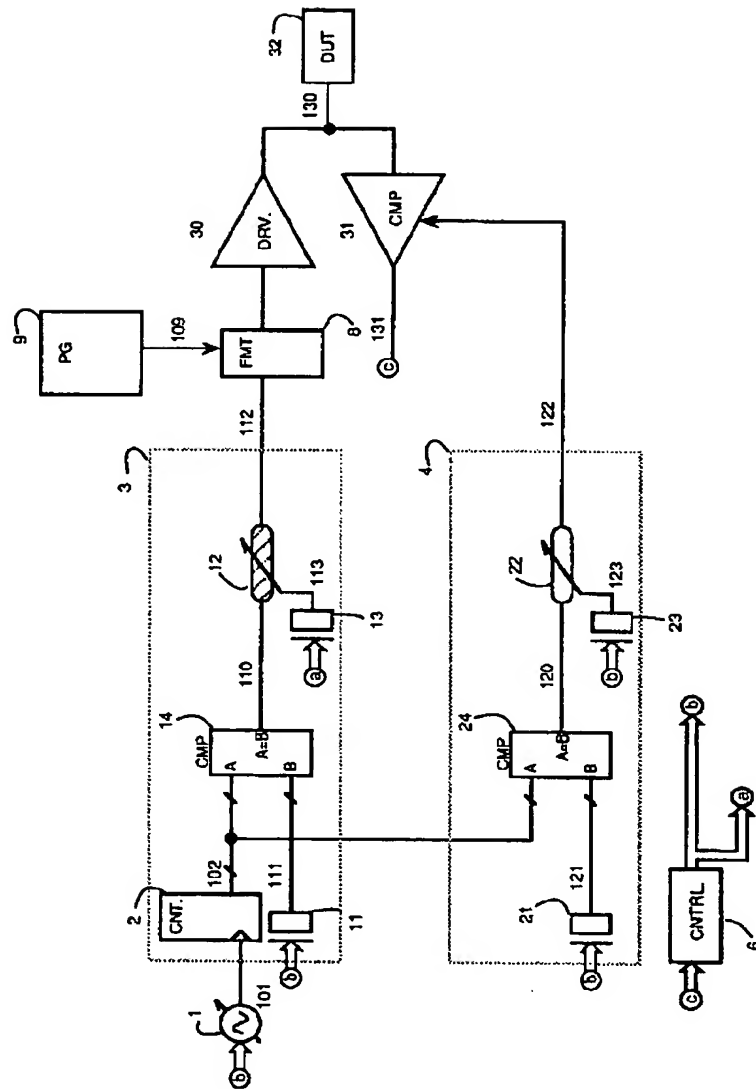 32
DUT
130
30
DRV.
31
CMP
9
PG
109
FMT
8
131
c
112
122
3
12
113
13
a
110
14
CMP
A
A=B
B
2
CNT.
102
111
11
b
1
101
b
4
22
123
23
b
120
24
CMP
A
A=B
B
121
21
b
b
a
CNTRL
6
c